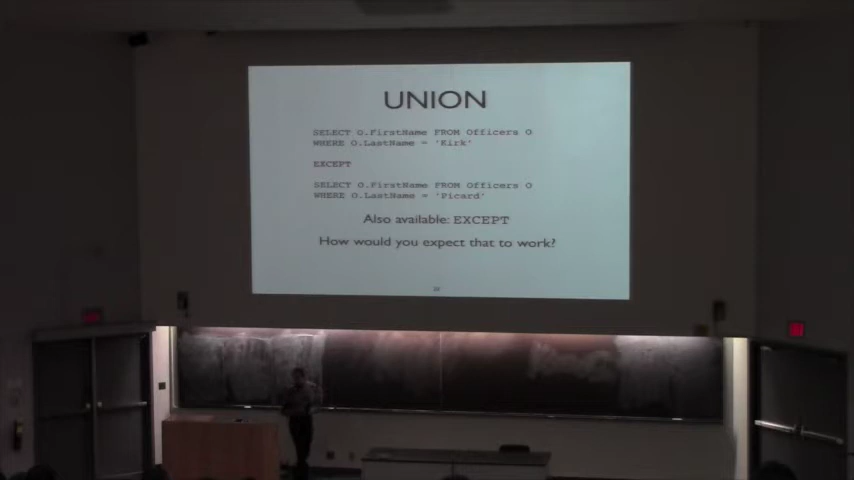 UNION
SELECT O.FirstName FROM Officers O
WHERE O.LastName = 'Kirk'
EXCEPT
SELECT O.FirstName FROM Officers O
WHERE O.LastName = 'Picard'
Also available: EXCEPT
How would you expect that to work?